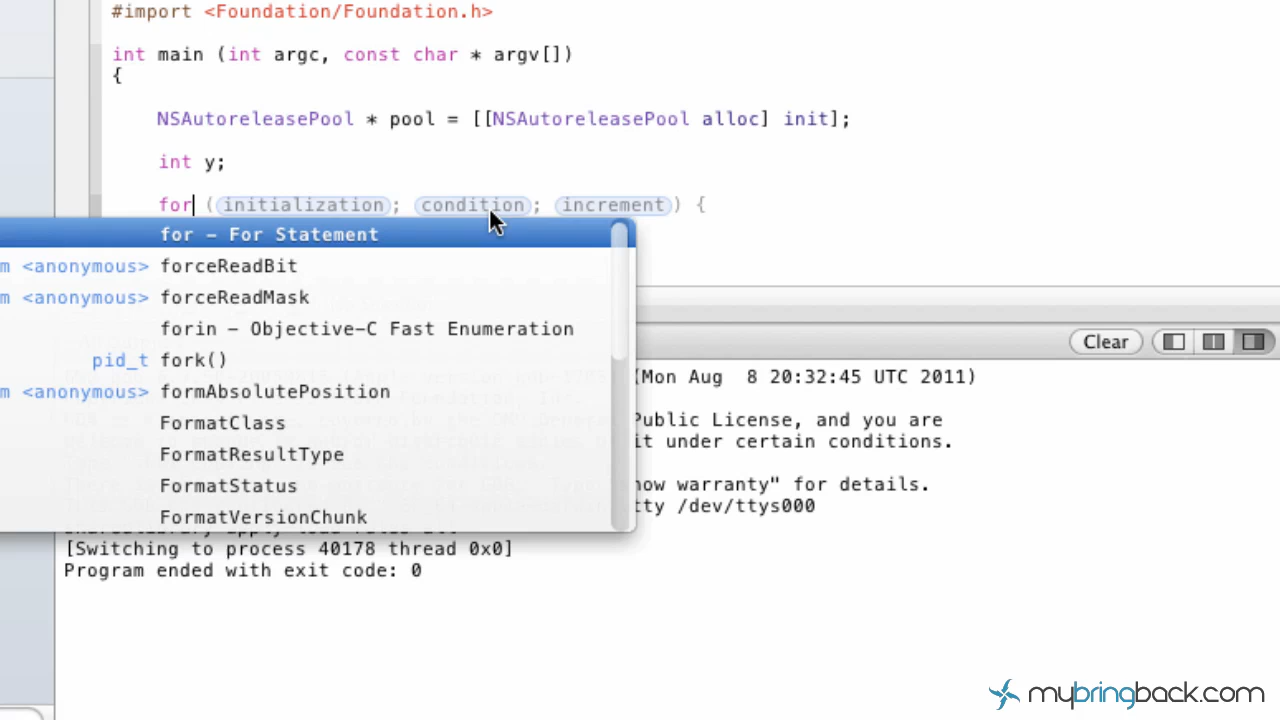 #import <Foundation/Foundation.h>
int main (int argc, const char * argv[])
{
NSAutoreleasePool * pool = [[NSAutoreleasePool alloc] init];
int y;
for (initialization; condition; increment) {
for – For Statement
m <anonymous> forceReadBit
m <anonymous> forceReadMask
forin – Objective-C Fast Enumeration
pid_t fork()
m <anonymous> formAbsolutePosition
FormatClass
FormatResultType
FormatStatus
FormatVersionChunk
Clear
(Mon Aug 8 20:32:45 UTC 2011)
Public License, and you are
it under certain conditions.
how warranty" for details.
tty /dev/ttys000
[Switching to process 40178 thread 0x0]
Program ended with exit code: 0
mybringback.com